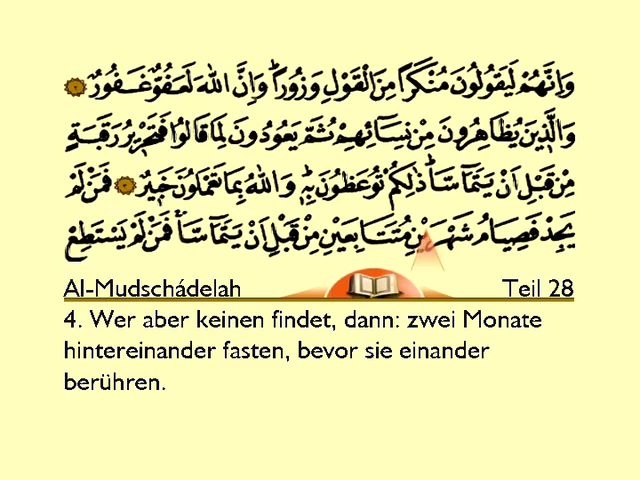 وَاِنَّهُمْ لَيَقُولُونَ مُنْكَرًا مِنَ الْقَوْلِ وَزُورًاۜ وَاِنَّ اللّٰهَ لَعَفُوٌّ غَفُورٌ
وَالَّذ۪ينَ يُظَاهِرُونَ مِنْ نِسَٓائِهِمْ ثُمَّ يَعُودُونَ لِمَا قَالُوا فَتَحْر۪يرُ رَقَبَةٍ
مِنْ قَبْلِ اَنْ يَتَمَٓاسَّاۜ ذٰلِكُمْ تُوعَظُونَ بِه۪ۜ وَاللّٰهُ بِمَا تَعْمَلُونَ خَب۪يرٌ فَمَنْ لَمْ
يَجِدْ فَصِيَامُ شَهْرَيْنِ مُتَتَابِعَيْنِ مِنْ قَبْلِ اَنْ يَتَمَٓاسَّاۚ فَمَنْ لَمْ يَسْتَطِعْ
Al-Mudschádelah Teil 28
4. Wer aber keinen findet, dann: zwei Monate
hintereinander fasten, bevor sie einander
berühren.